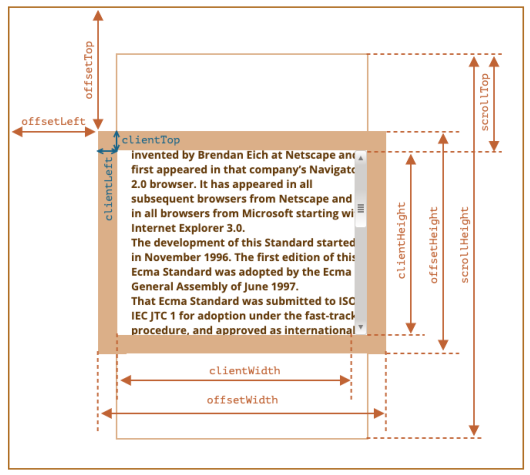 offsetTop
scrollTop
offsetLeft
clientTop
clientLeft
invented by Brendan Eich at Netscape and
first appeared in that company's Navigato
2.0 browser. It has appeared in all
subsequent browsers from Netscape and
in all browsers from Microsoft starting wi
Internet Explorer 3.0.
The development of this Standard started
in November 1996. The first edition of this
Ecma Standard was adopted by the Ecma
General Assembly of June 1997.
That Ecma Standard was submitted to ISO
IEC JTC 1 for adoption under the fast-track
procedure, and approved as international
clientHeight
offsetHeight
scrollHeight
clientWidth
offsetWidth